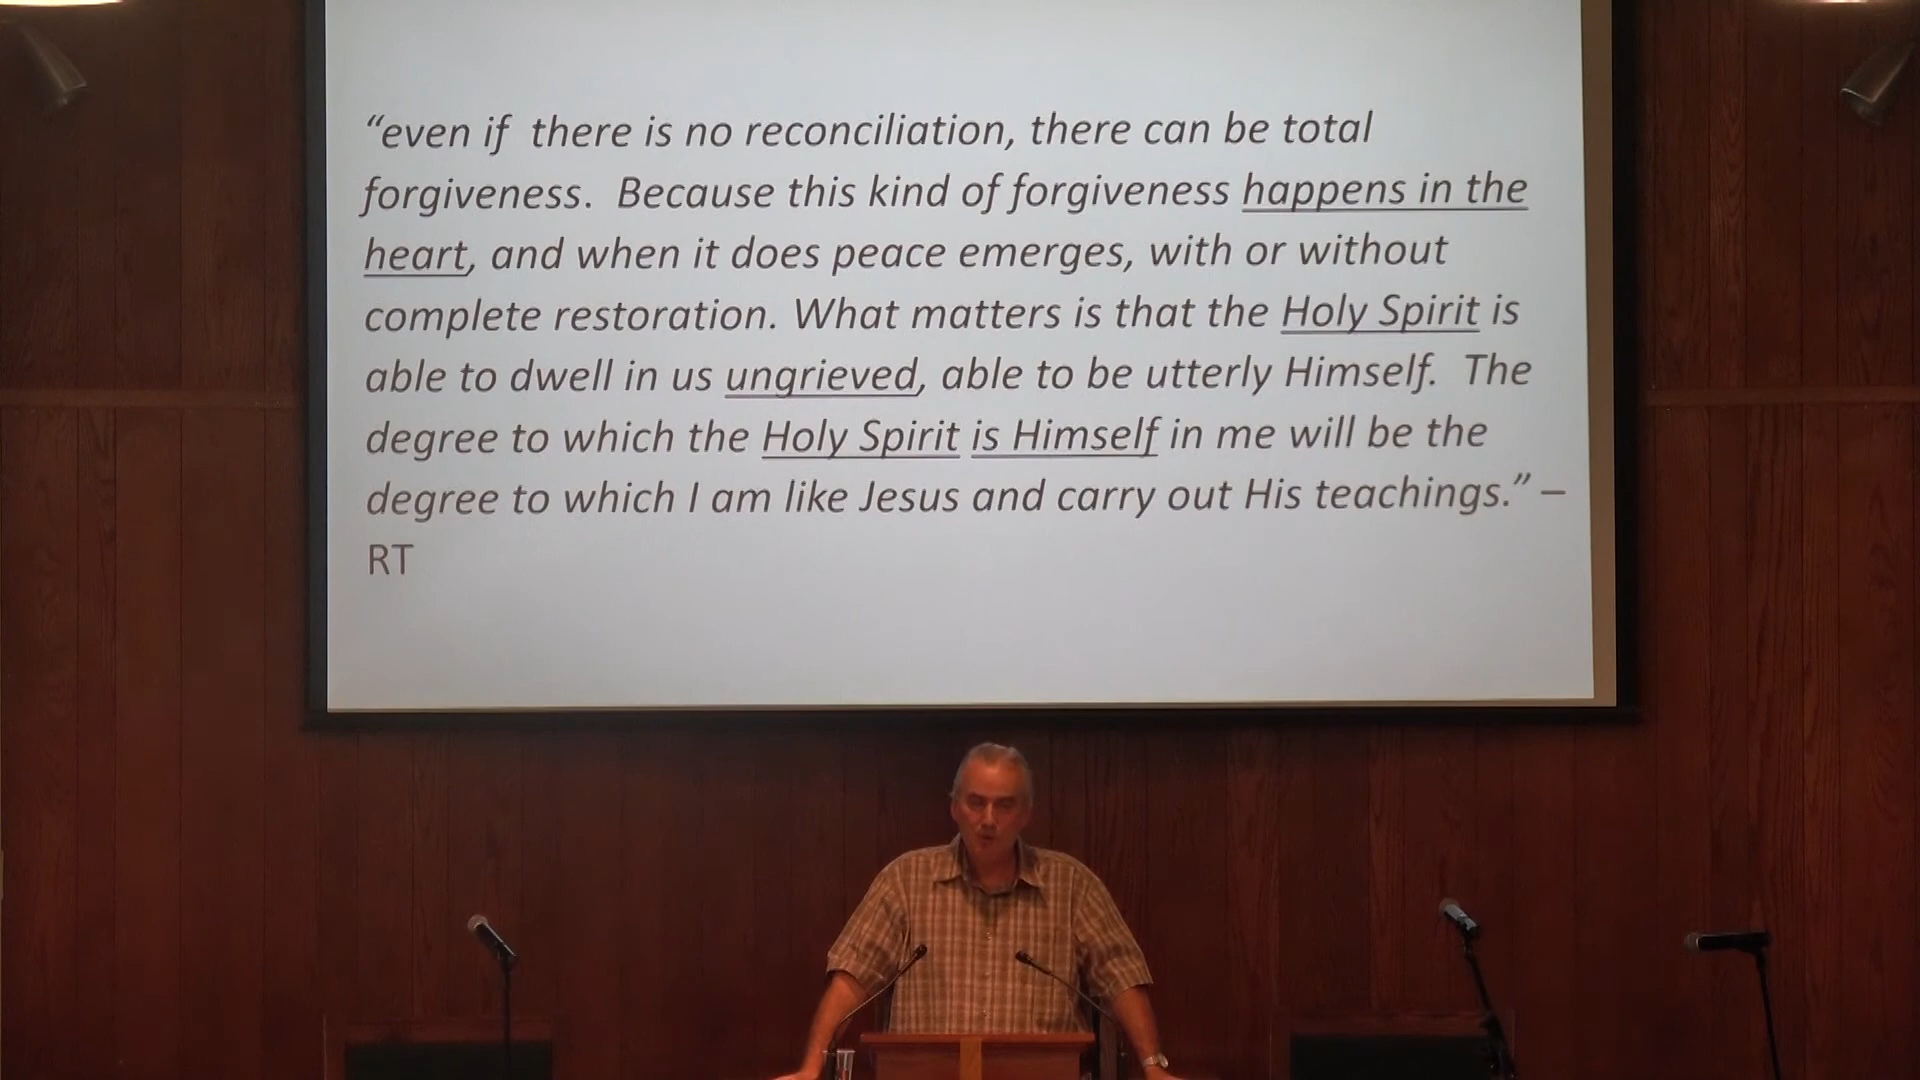 “even if  there is no reconciliation, there can be total
forgiveness.  Because this kind of forgiveness happens in the
heart, and when it does peace emerges, with or without
complete restoration. What matters is that the Holy Spirit is
able to dwell in us ungrieved, able to be utterly Himself.  The
degree to which the Holy Spirit is Himself in me will be the
degree to which I am like Jesus and carry out His teachings.” –
RT